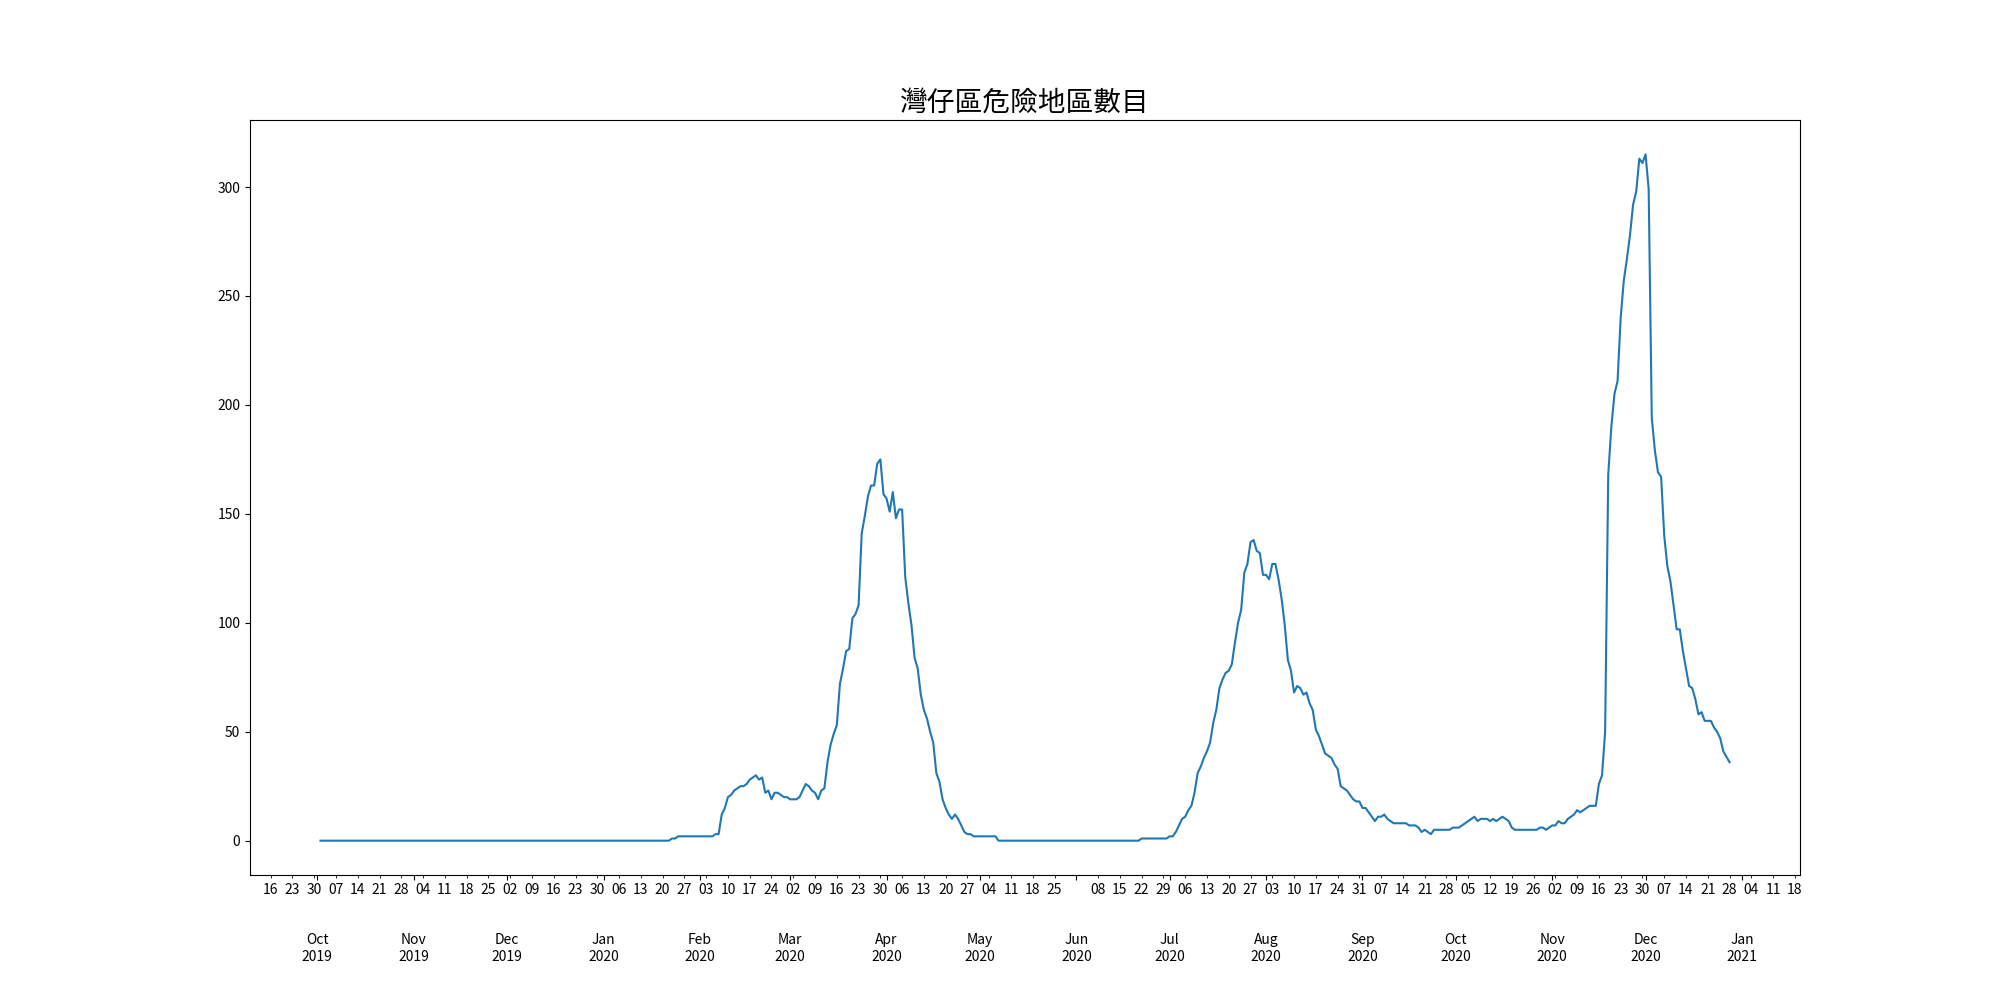 灣仔區危險地區數目
300
250
200
150
100
50
0
16 23 30 07 14 21 28 04 11 18 25 02 09 16 23 30 06 13 20 27 03 10 17 24 02 09 16 23 30 06 13 20 27 04 11 18 25 08 15 22 29 06 13 20 27 03 10 17 24 31 07 14 21 28 05 12 19 26 02 09 16 23 30 07 14 21 28 04 11 18
Oct Nov Dec Jan Feb Mar Apr May Jun Jul Aug Sep Oct Nov Dec Jan
2019 2019 2019 2020 2020 2020 2020 2020 2020 2020 2020 2020 2020 2020 2020 2021